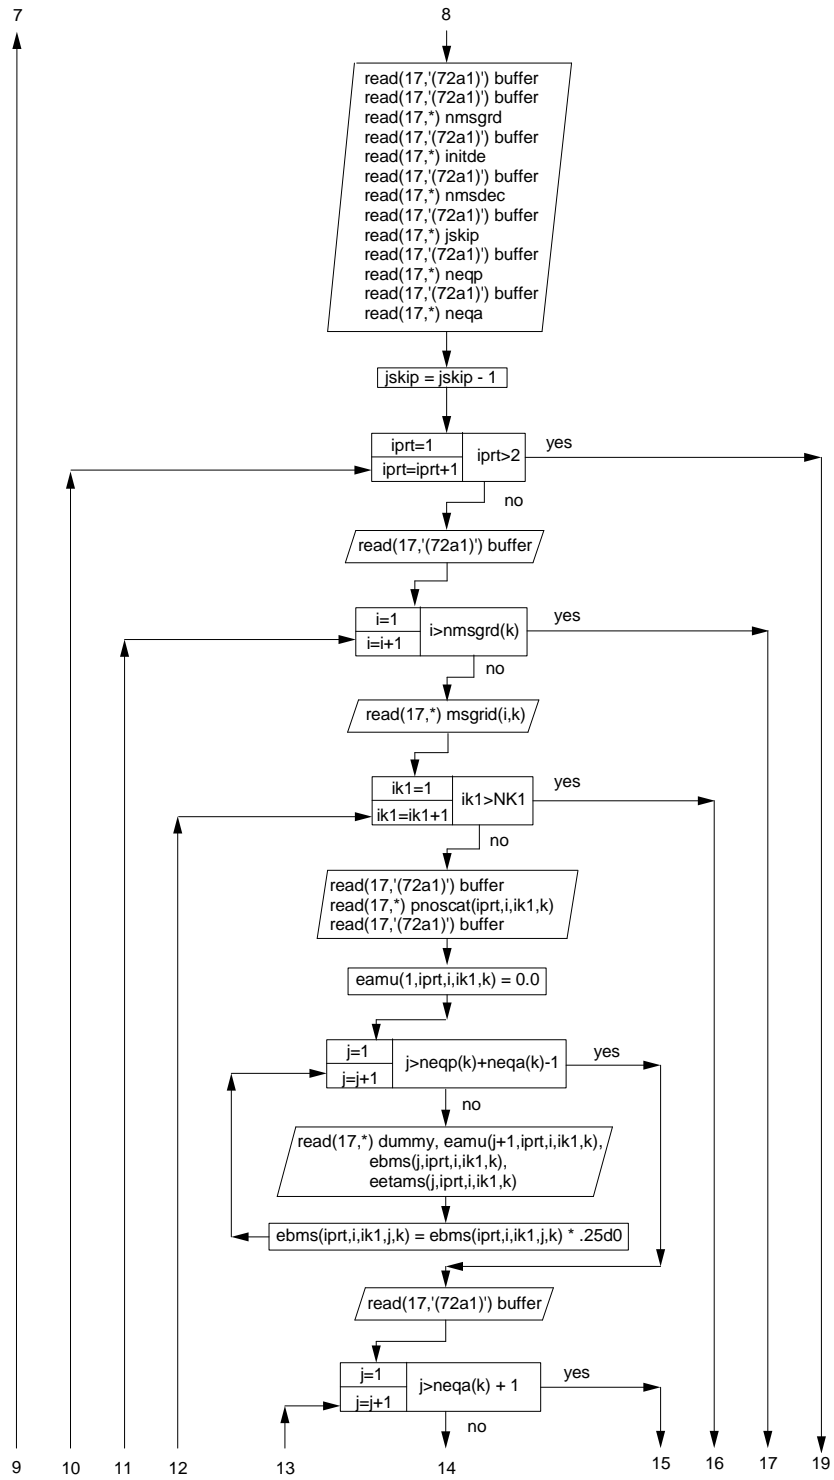 7
8
read(17,'(72a1)') buffer
read(17,'(72a1)') buffer
read(17,*) nmsgrd
read(17,'(72a1)') buffer
read(17,*) initde
read(17,'(72a1)') buffer
read(17,*) nmsdec
read(17,'(72a1)') buffer
read(17,*) jskip
read(17,'(72a1)') buffer
read(17,*) neqp
read(17,'(72a1)') buffer
read(17,*) neqa
jskip = jskip - 1
iprt=1
iprt=iprt+1
iprt>2
yes
no
read(17,'(72a1)') buffer
i=1
i=i+1
i>nmsgrd(k)
yes
no
read(17,*) msgrid(i,k)
ik1=1
ik1=ik1+1
ik1>NK1
yes
no
read(17,'(72a1)') buffer
read(17,*) pnoscat(iprt,i,ik1,k)
read(17,'(72a1)') buffer
eamu(1,iprt,i,ik1,k) = 0.0
j=1
j=j+1
j>neqp(k)+neqa(k)-1
yes
no
read(17,*) dummy, eamu(j+1,iprt,i,ik1,k),
ebms(j,iprt,i,ik1,k),
eetams(j,iprt,i,ik1,k)
ebms(iprt,i,ik1,j,k) = ebms(iprt,i,ik1,j,k) * .25d0
read(17,'(72a1)') buffer
j=1
j=j+1
j>neqa(k) + 1
yes
no
9
10
11
12
13
14
15
16
17
19